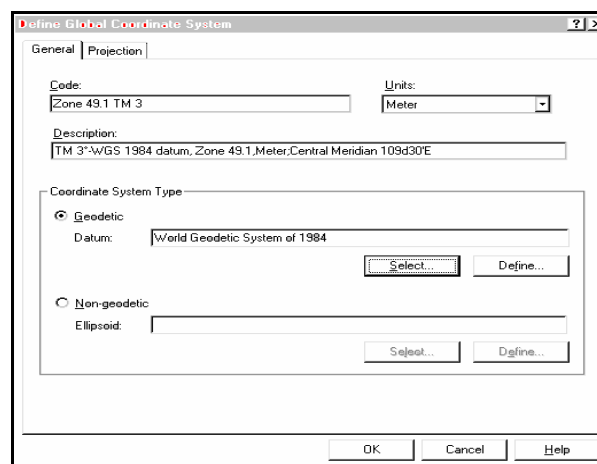 Define Global Coordinate System
General Projection
Code: Units:
Zone 49.1 TM 3 Meter
Description:
TM 3°-WGS 1984 datum, Zone 49.1,Meter;Central Meridian 109d30'E
Coordinate System Type
Geodetic
Datum: World Geodetic System of 1984
Select... Define...
Non-geodetic
Ellipsoid:
Select... Define...
OK Cancel Help